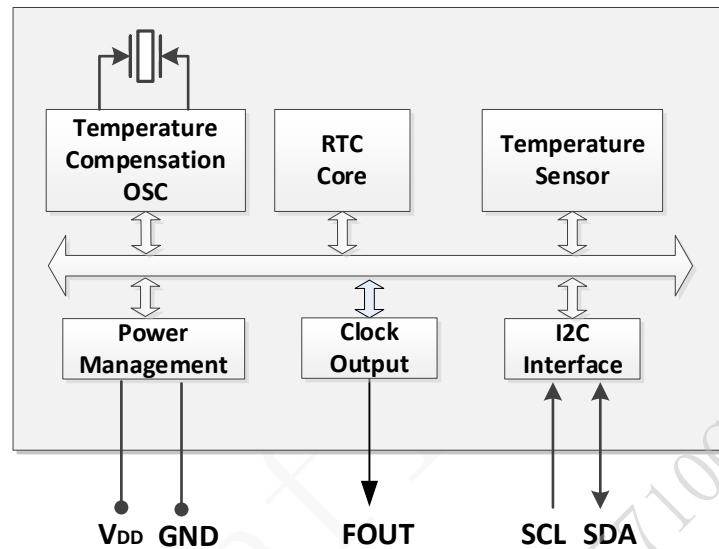 Temperature
Compensation
OSC
RTC
Core
Temperature
Sensor
Power
Management
Clock
Output
I2C
Interface
VDD GND FOUT SCL SDA